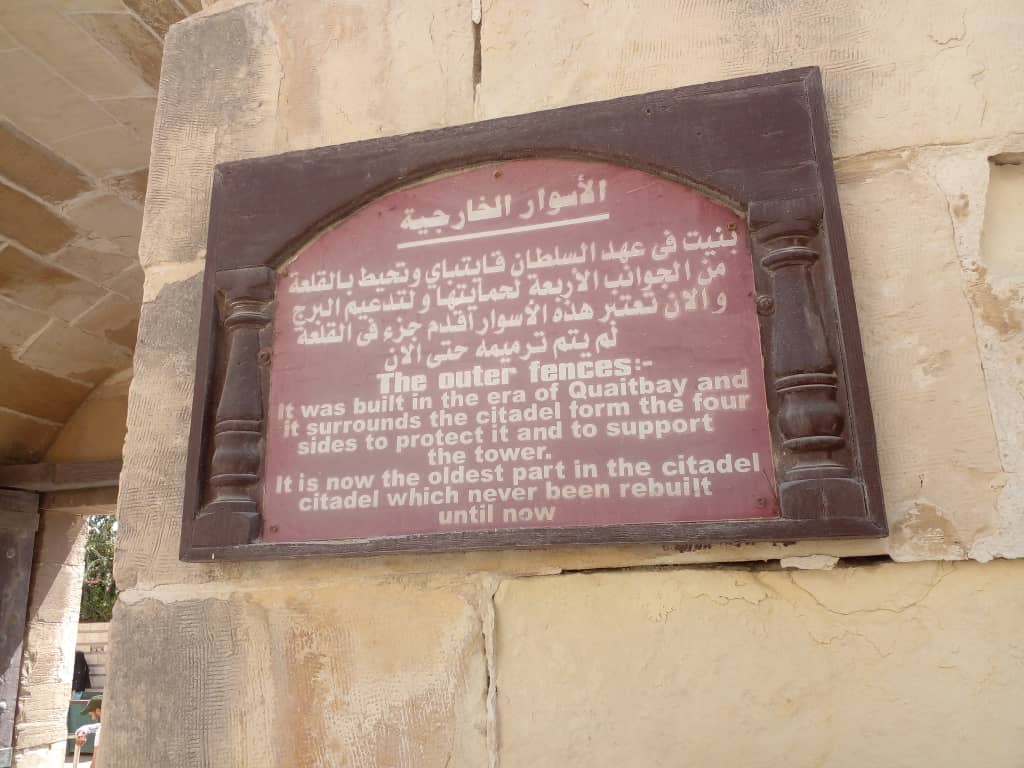 الأسوار الخارجية
بنيت فى عهد السلطان قايتباي وتحيط بالقلعة
من الجوانب الأربعة لحمايتها ولتدعيم البرج
والان تعتبر هذه الاسوار أقدم جزء فى القلعة
لم يتم ترميمه حتى الان
The outer fences:-
It was built in the era of Quaitbay and
it surrounds the citadel form the four
sides to protect it and to support
the tower.
It is now the oldest part in the citadel
citadel which never been rebuilt
until now